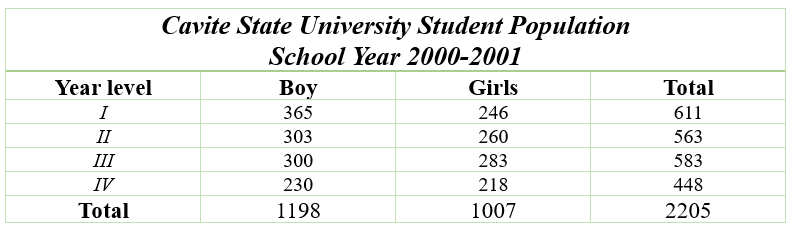 Cavite State University Student Population
School Year 2000-2001
Year level Boy Girls Total
I 365 246 611
II 303 260 563
III 300 283 583
IV 230 218 448
Total 1198 1007 2205